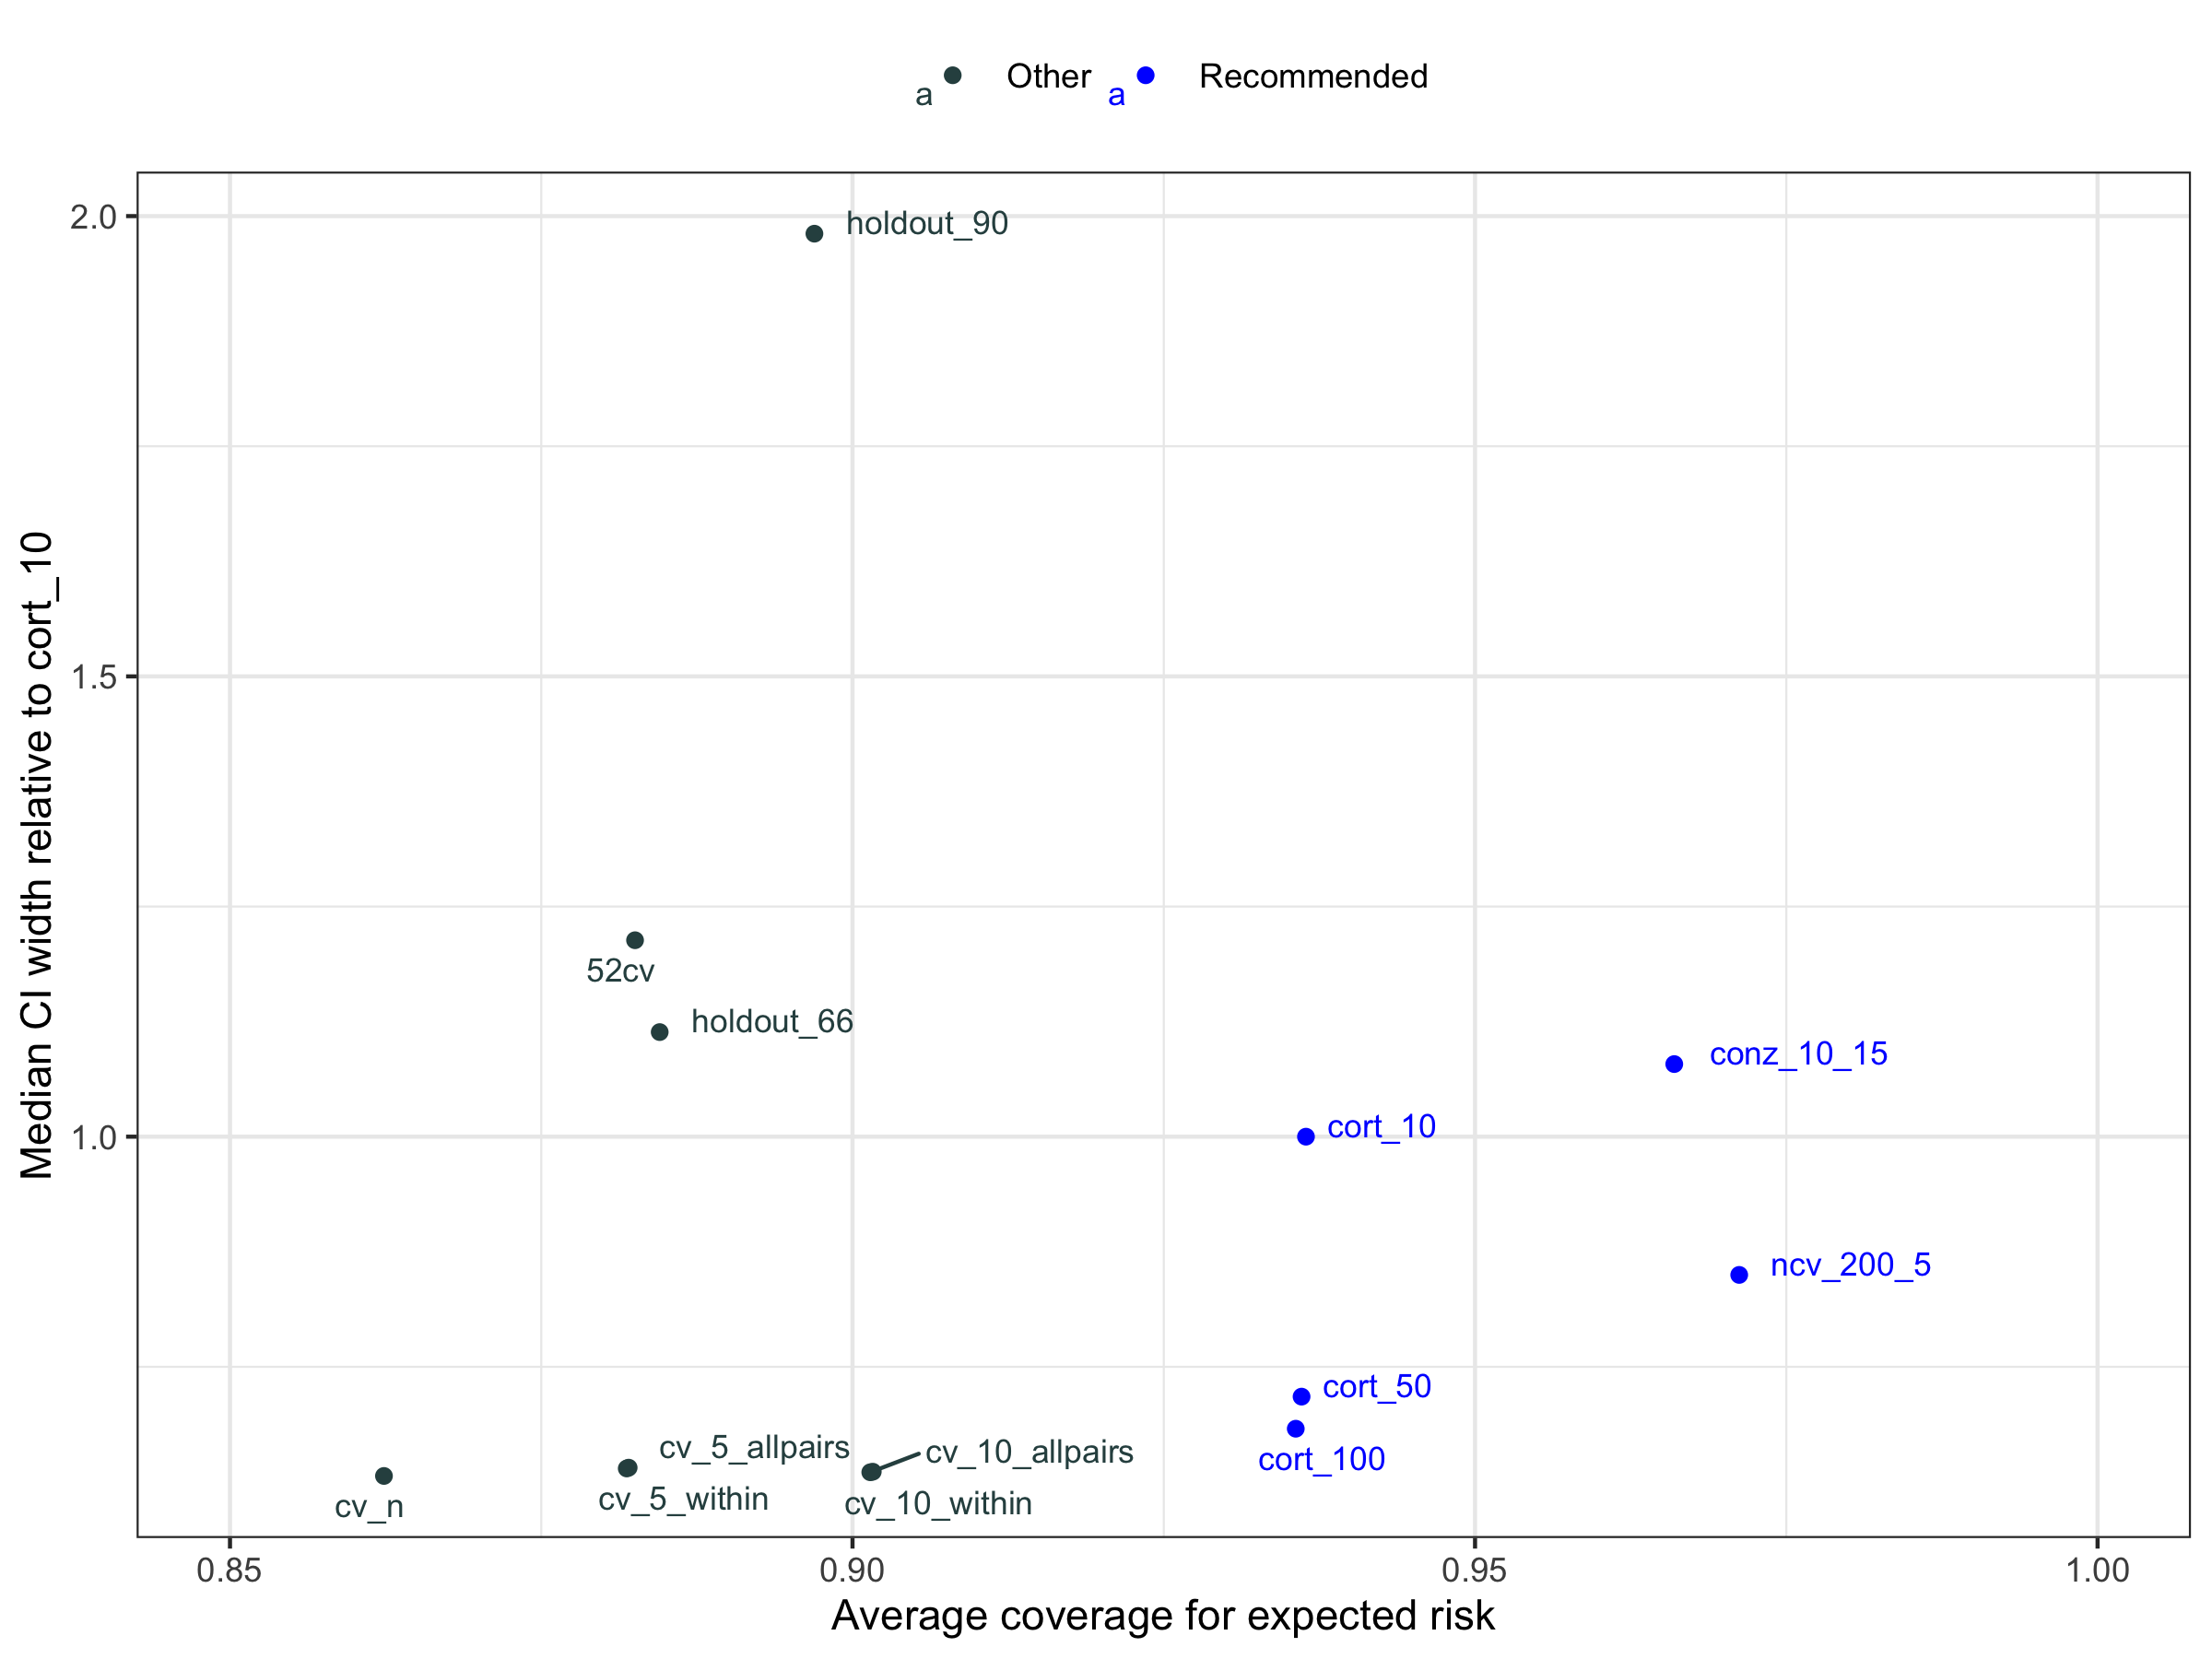 a Other a Recommended
Median CI width relative to cort_10
2.0
1.5
1.0
holdout_90
52cv
holdout_66
conz_10_15
cort_10
ncv_200_5
cort_50
cort_100
cv_5_allpairs
cv_10_allpairs
cv_n
cv_5_within
cv_10_within
0.85 0.90 0.95 1.00
Average coverage for expected risk